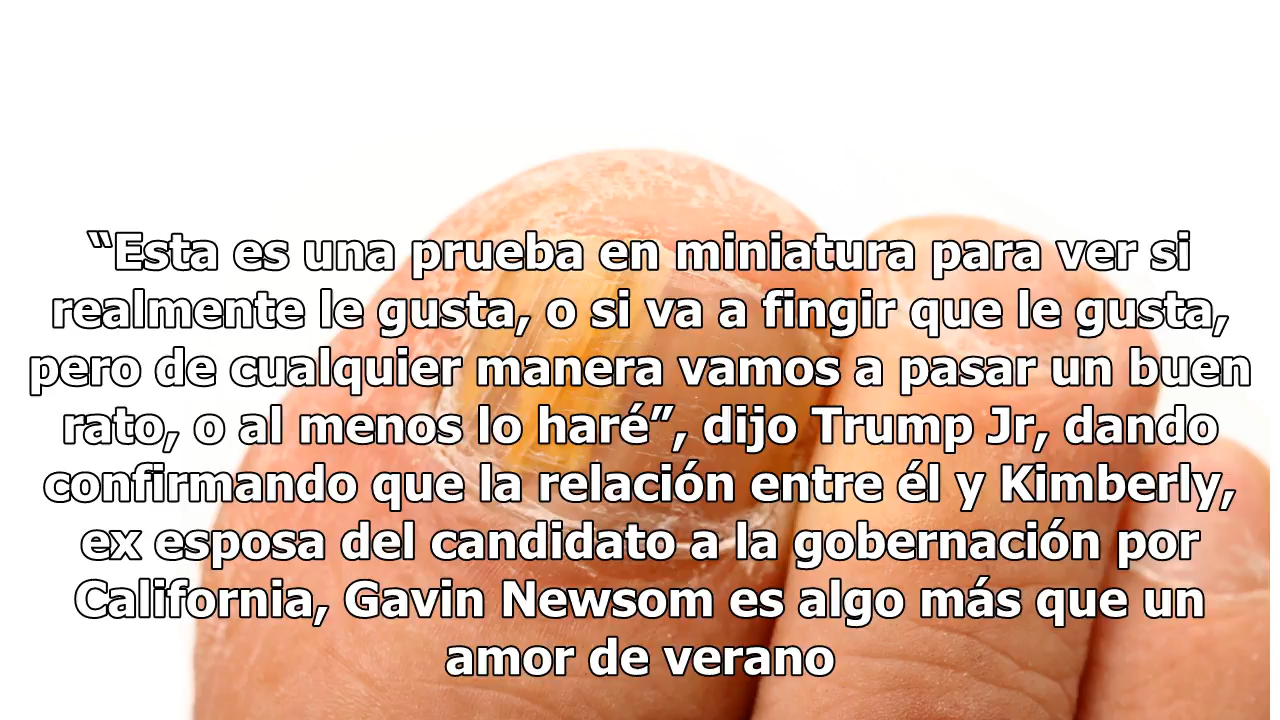 “Esta es una prueba en miniatura para ver si
realmente le gusta, o si va a fingir que le gusta,
pero de cualquier manera vamos a pasar un buen
rato, o al menos lo haré”, dijo Trump Jr, dando
confirmando que la relación entre él y Kimberly,
ex esposa del candidato a la gobernación por
California, Gavin Newsom es algo más que un
amor de verano